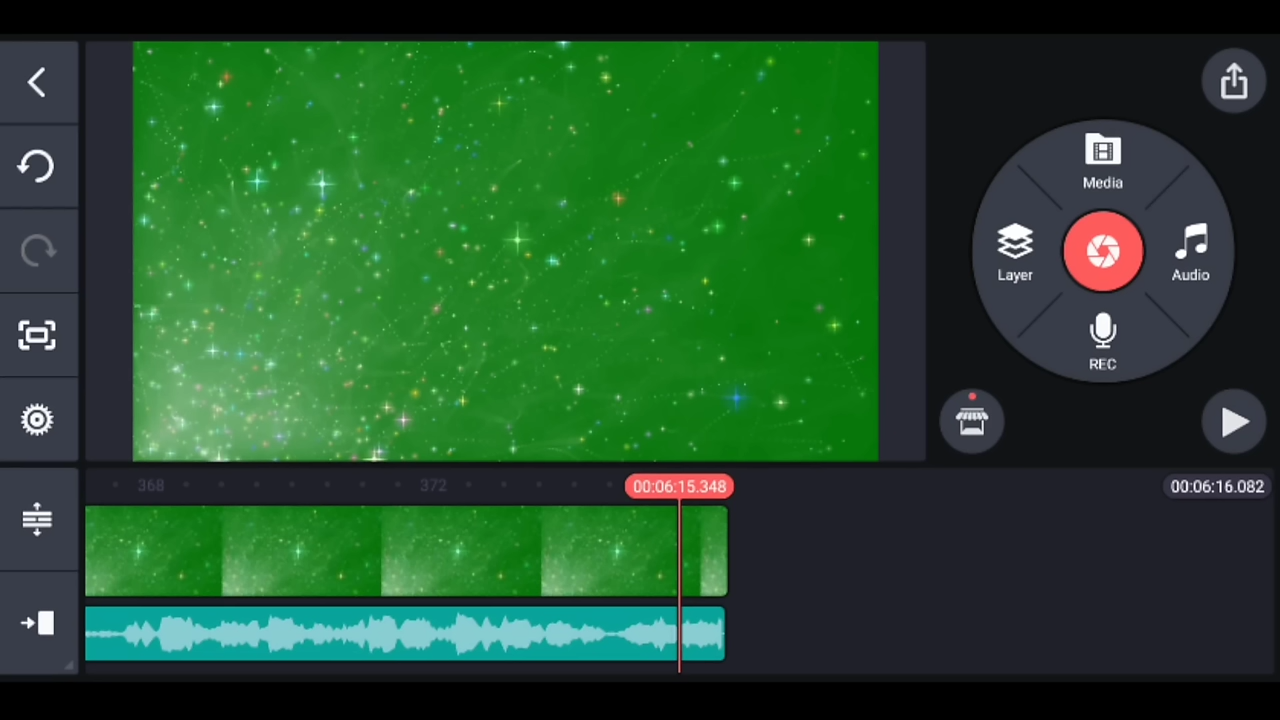 Media
Layer
Audio
REC
368
372
00:06:15.348
00:06:16.082